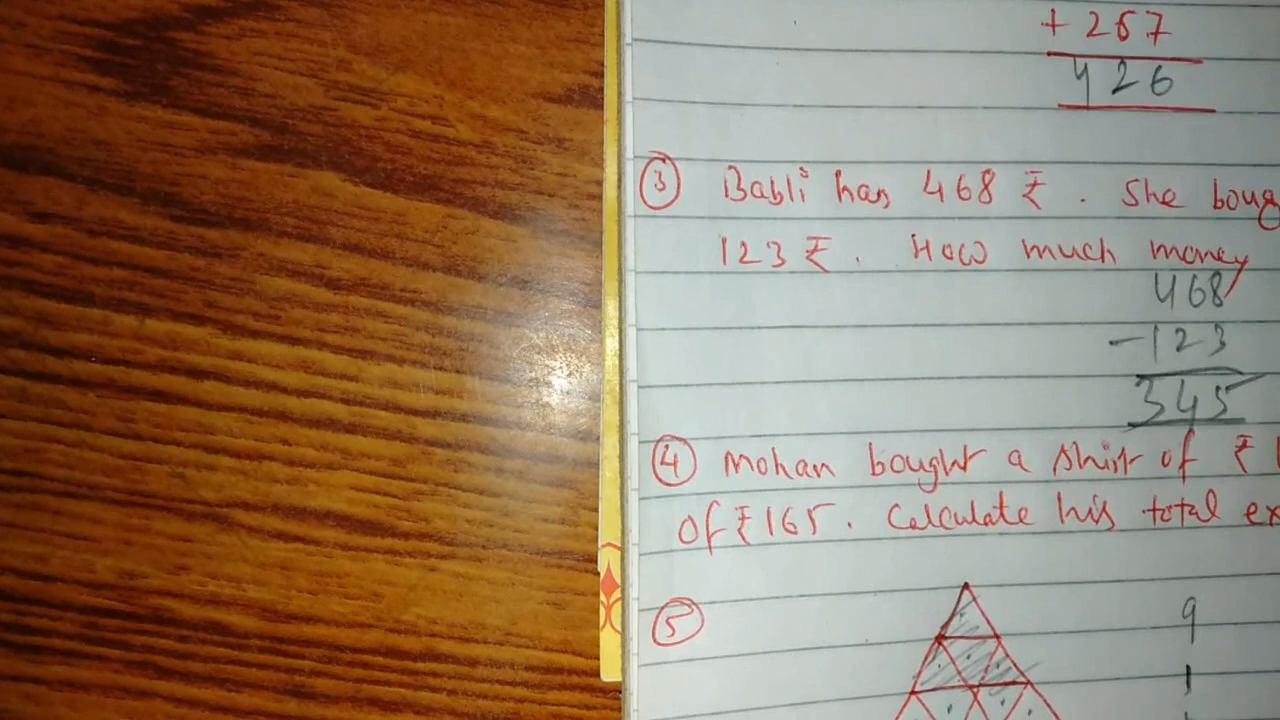 + 267
426
③ Babli has 468 ₹. She boug
123 ₹. How much money
468
-123
345
④ Mohan bought a shirt of ₹
of ₹165. Calculate his total ex
⑤
9
1